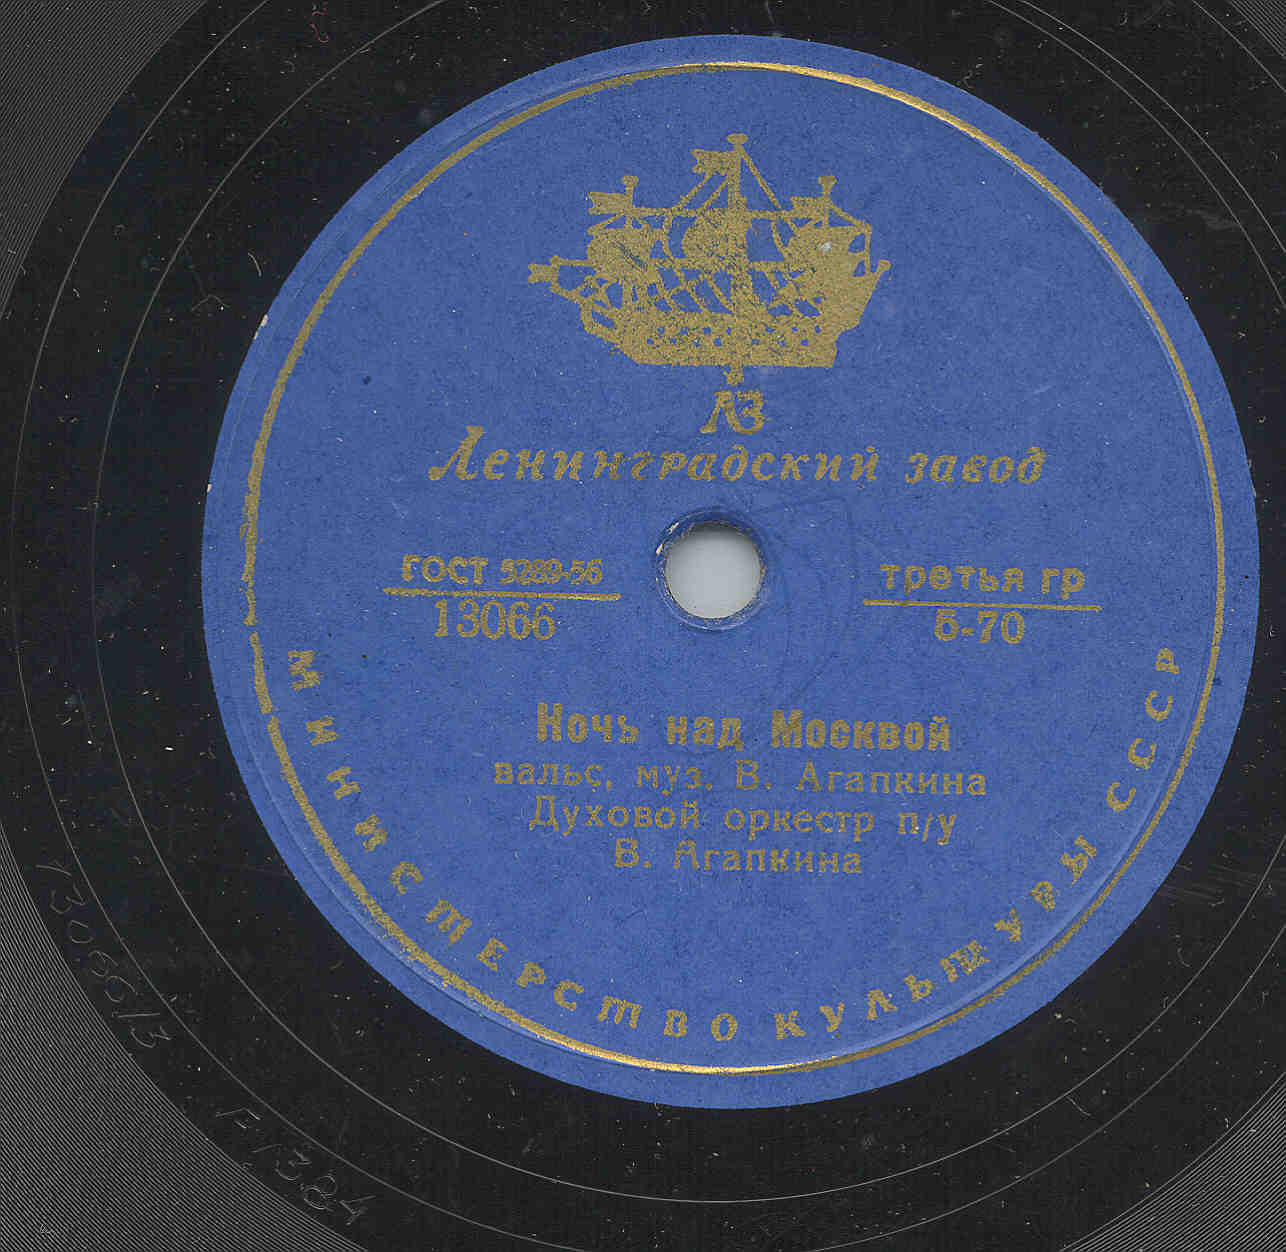 ЛЗ
Ленинградский завод
ГОСТ 5289-56
13066
третья гр
5-70
Ночь над Москвой
вальс, муз. В. Агапкина
Духовой оркестр п/у
В. Агапкина
МИНИСТЕРСТВО КУЛЬТУРЫ СССР
13066/3